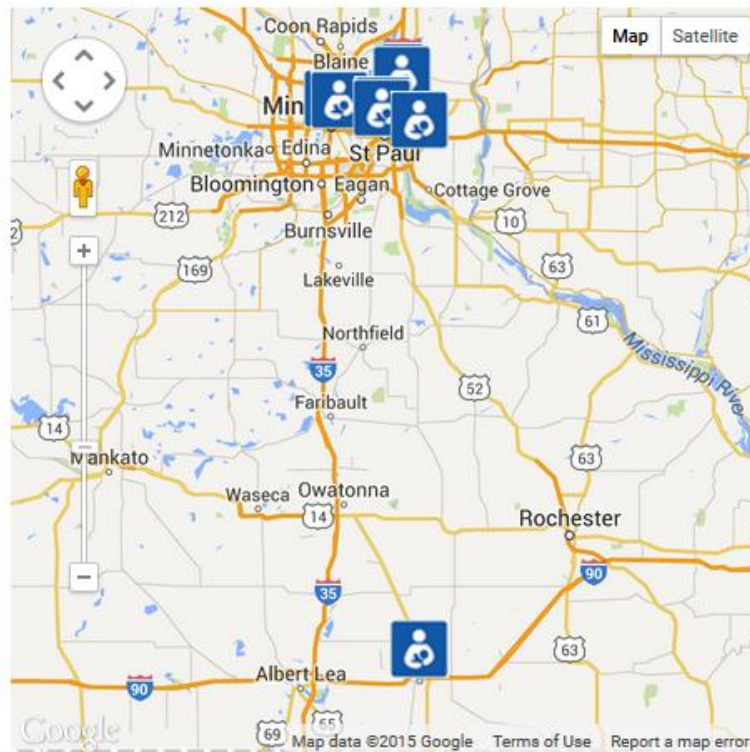 Coon Rapids
Map Satellite
Blaine
Min
Minnetonka Edina St Paul
Bloomington Eagan Cottage Grove
212
10
Burnsville
169
63
Lakeville
61
Northfield
Mississippi River
35
52
Faribault
14
63
Mankato
Waseca Owatonna
14
Rochester
90
35
63
Albert Lea
90
69
65
Google
Map data ©2015 Google Terms of Use Report a map error